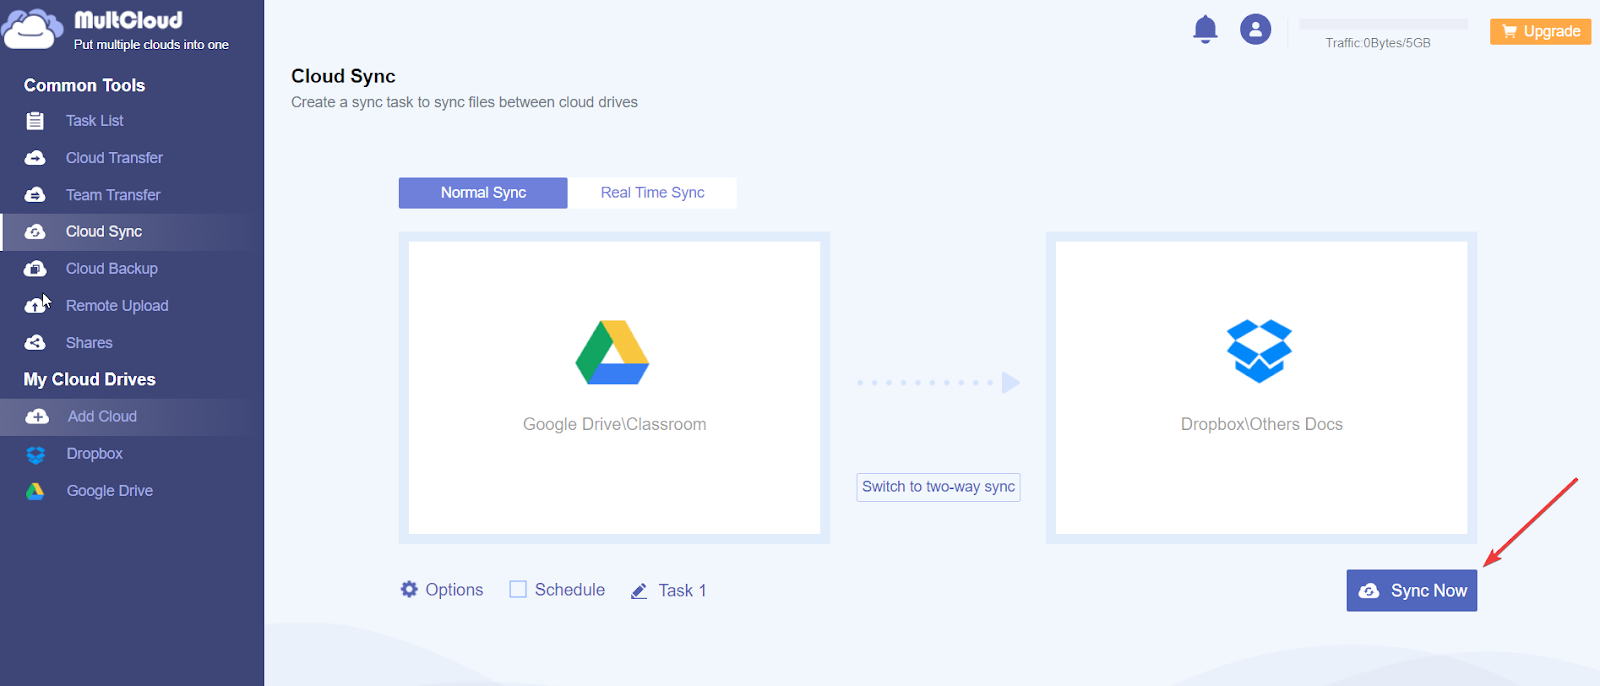 MultCloud
Put multiple clouds into one
Common Tools
Task List
Cloud Transfer
Team Transfer
Cloud Sync
Cloud Backup
Remote Upload
Shares
My Cloud Drives
Add Cloud
Dropbox
Google Drive
Traffic:0Bytes/5GB
Upgrade
Cloud Sync
Create a sync task to sync files between cloud drives
Normal Sync
Real Time Sync
Google Drive\Classroom
Switch to two-way sync
Dropbox\Others Docs
Options
Schedule
Task 1
Sync Now